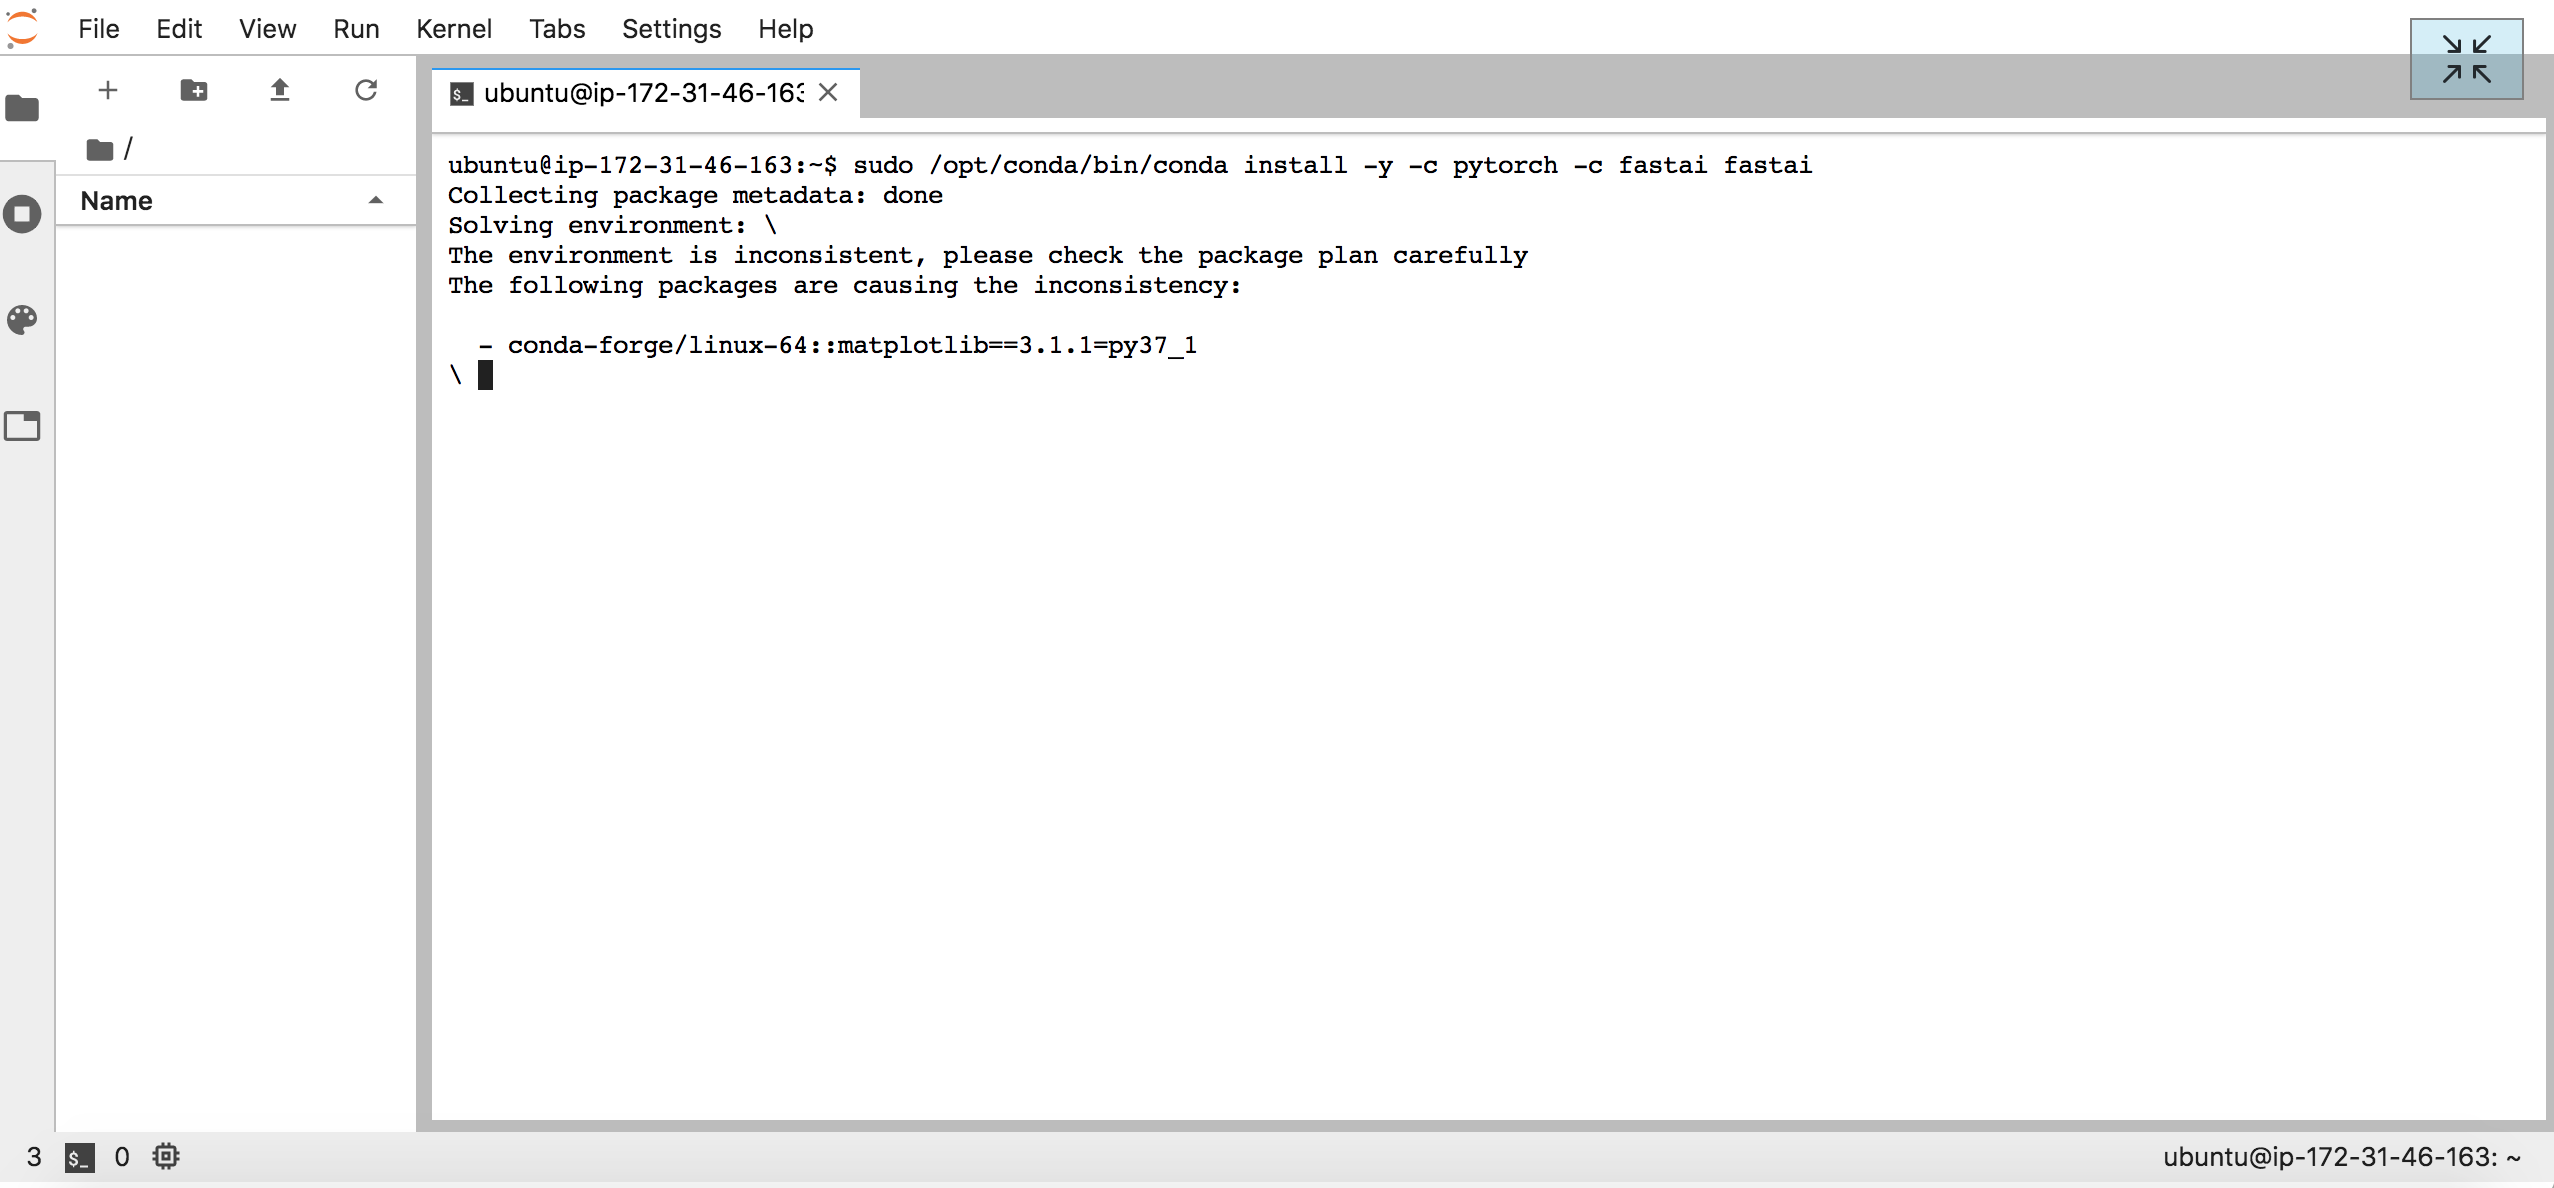 File Edit View Run Kernel Tabs Settings Help
/
Name
$_ ubuntu@ip-172-31-46-163
ubuntu@ip-172-31-46-163:~$ sudo /opt/conda/bin/conda install -y -c pytorch -c fastai fastai
Collecting package metadata: done
Solving environment: \
The environment is inconsistent, please check the package plan carefully
The following packages are causing the inconsistency:
- conda-forge/linux-64::matplotlib==3.1.1=py37_1
\
3 $_ 0
ubuntu@ip-172-31-46-163: ~